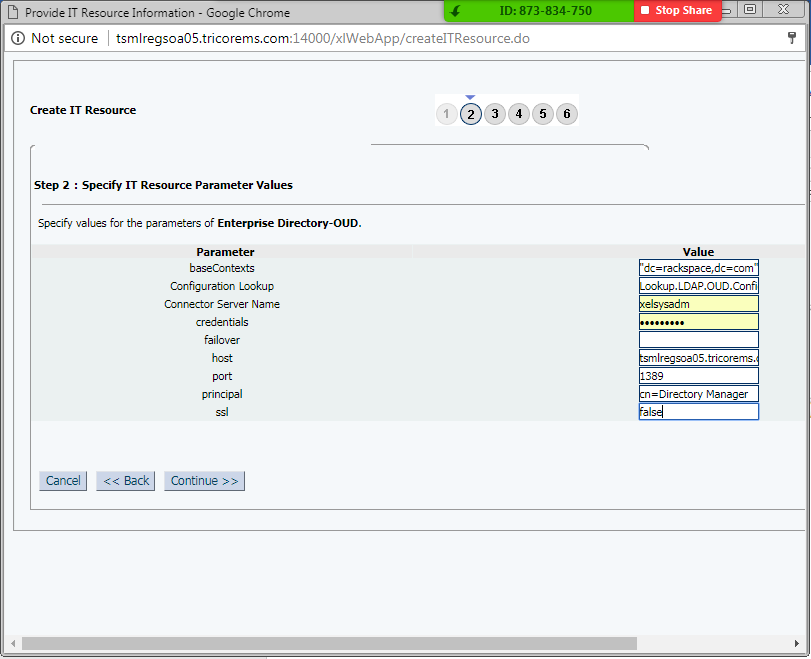 Provide IT Resource Information - Google Chrome
ID: 873-834-750
Stop Share
Not secure
tsmlregsoa05.tricorems.com:14000/xlWebApp/createITResource.do
Create IT Resource
1 2 3 4 5 6
Step 2 : Specify IT Resource Parameter Values
Specify values for the parameters of Enterprise Directory-OUD.
Parameter Value
baseContexts "dc=rackspace,dc=com"
Configuration Lookup Lookup.LDAP.OUD.Confi
Connector Server Name xelsysadm
credentials •••••••••
failover
host tsmlregsoa05.tricorems.c
port 1389
principal cn=Directory Manager
ssl false
Cancel << Back Continue >>